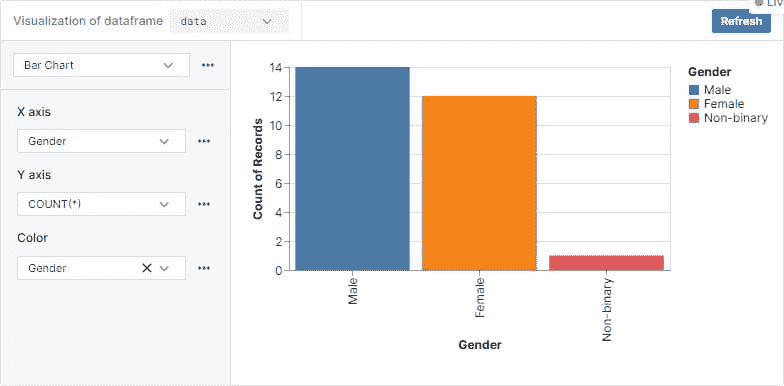 Visualization of dataframe
data
Liv
Refresh
Bar Chart
X axis
Gender
Y axis
COUNT(*)
Color
Gender
14
12
10
8
6
4
2
0
Count of Records
Male
Female
Non-binary
Gender
Gender
Male
Female
Non-binary